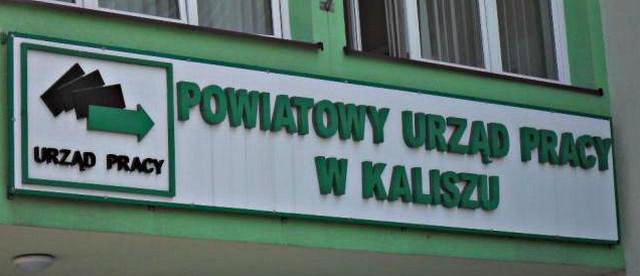 URZĄD PRACY
POWIATOWY URZĄD PRACY
W KALISZU